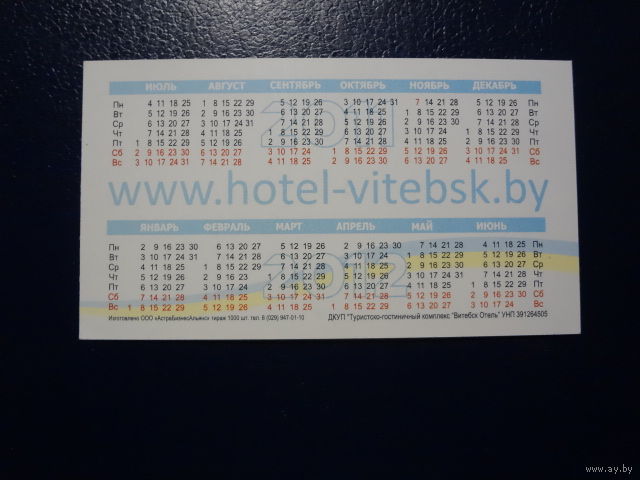 ИЮЛЬ АВГУСТ СЕНТЯБРЬ ОКТЯБРЬ НОЯБРЬ ДЕКАБРЬ
2011
Пн 4 11 18 25 1 8 15 22 29 5 12 19 26 3 10 17 24 31 7 14 21 28 5 12 19 26 Пн
Вт 5 12 19 26 2 9 16 23 30 6 13 20 27 4 11 18 25 1 8 15 22 29 6 13 20 27 Вт
Ср 6 13 20 27 3 10 17 24 31 7 14 21 28 5 12 19 26 2 9 16 23 30 7 14 21 28 Ср
Чт 7 14 21 28 4 11 18 25 1 8 15 22 29 6 13 20 27 3 10 17 24 1 8 15 22 29 Чт
Пт 1 8 15 22 29 5 12 19 26 2 9 16 23 30 7 14 21 28 4 11 18 25 2 9 16 23 30 Пт
Сб 2 9 16 23 30 6 13 20 27 3 10 17 24 1 8 15 22 29 5 12 19 26 3 10 17 24 31 Сб
Вс 3 10 17 24 31 7 14 21 28 4 11 18 25 2 9 16 23 30 6 13 20 27 4 11 18 25 Вс
www.hotel-vitebsk.by
ЯНВАРЬ ФЕВРАЛЬ МАРТ АПРЕЛЬ МАЙ ИЮНЬ
2012
Пн 2 9 16 23 30 6 13 20 27 5 12 19 26 2 9 16 23 30 7 14 21 28 4 11 18 25 Пн
Вт 3 10 17 24 31 7 14 21 28 6 13 20 27 3 10 17 24 1 8 15 22 29 5 12 19 26 Вт
Ср 4 11 18 25 1 8 15 22 29 7 14 21 28 4 11 18 25 2 9 16 23 30 6 13 20 27 Ср
Чт 5 12 19 26 2 9 16 23 1 8 15 22 29 5 12 19 26 3 10 17 24 31 7 14 21 28 Чт
Пт 6 13 20 27 3 10 17 24 2 9 16 23 30 6 13 20 27 4 11 18 25 1 8 15 22 29 Пт
Сб 7 14 21 28 4 11 18 25 3 10 17 24 31 7 14 21 28 5 12 19 26 2 9 16 23 30 Сб
Вс 1 8 15 22 29 5 12 19 26 4 11 18 25 1 8 15 22 29 6 13 20 27 3 10 17 24 Вс
Изготовлено ООО «АстраБизнесАльянс» тираж 1000 шт. тел. 8 (029) 947-01-10 ДКУП "Туристско-гостиничный комплекс "Витебск Отель" УНП 391264505
www.ay.by